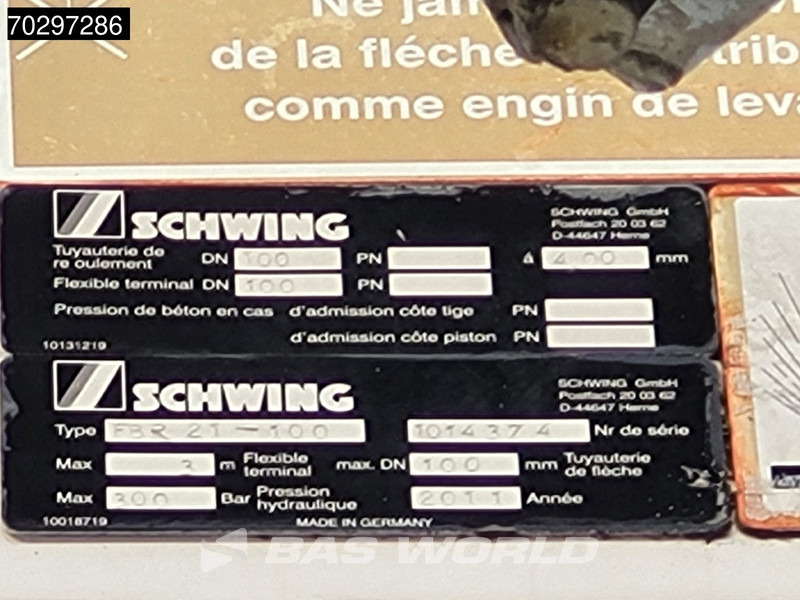 70297286
de la fléche
comme engin de
SCHWING
SCHWING GmbH
Postfach 20 03 62
D-44647 Herne
Tuyauterie de
re oulement DN 100 PN à 4.00 mm
Flexible terminal DN 100 PN
Pression de béton en cas d'admission côte tige PN
d'admission côte piston PN
10131219
SCHWING
SCHWING GmbH
Postfach 20 03 62
D-44647 Herne
Type FBR 21-100 1014374 Nr de série
Max 3 m Flexible terminal max. DN 100 mm Tuyauterie de flèche
Max 300 Bar Pression hydraulique 2011 Année
10018719
MADE IN GERMANY
BAS WORLD